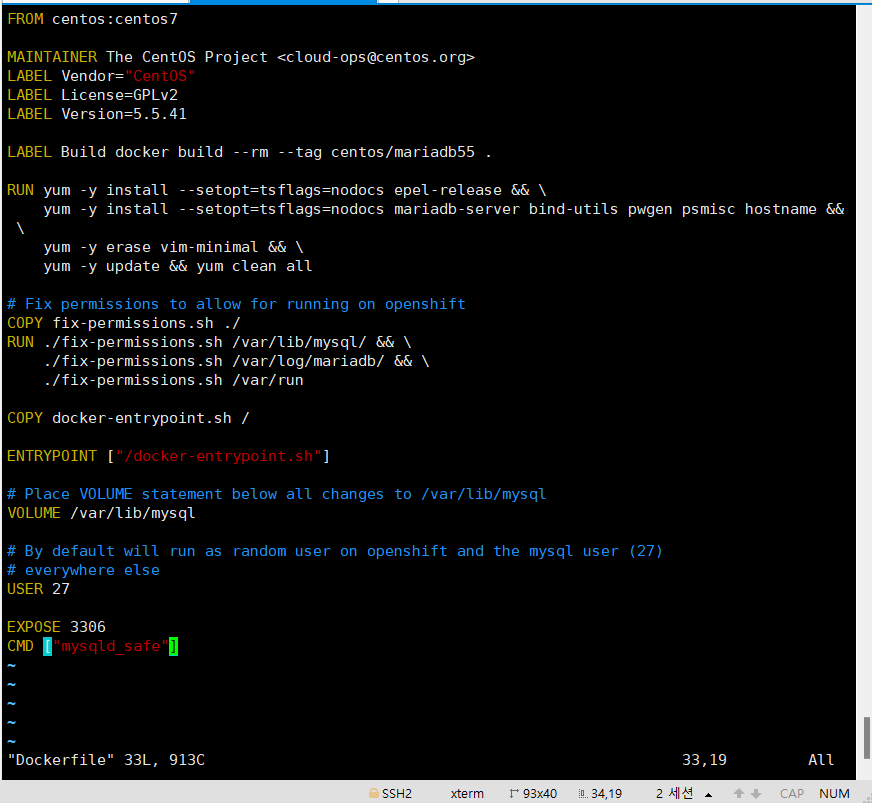 FROM centos:centos7
MAINTAINER The CentOS Project <cloud-ops@centos.org>
LABEL Vendor="CentOS"
LABEL License=GPLv2
LABEL Version=5.5.41
LABEL Build docker build --rm --tag centos/mariadb55 .
RUN yum -y install --setopt=tsflags=nodocs epel-release && \
    yum -y install --setopt=tsflags=nodocs mariadb-server bind-utils pwgen psmisc hostname &&
 \
    yum -y erase vim-minimal && \
    yum -y update && yum clean all
# Fix permissions to allow for running on openshift
COPY fix-permissions.sh ./
RUN ./fix-permissions.sh /var/lib/mysql/ && \
    ./fix-permissions.sh /var/log/mariadb/ && \
    ./fix-permissions.sh /var/run
COPY docker-entrypoint.sh /
ENTRYPOINT ["/docker-entrypoint.sh"]
# Place VOLUME statement below all changes to /var/lib/mysql
VOLUME /var/lib/mysql
# By default will run as random user on openshift and the mysql user (27)
# everywhere else
USER 27
EXPOSE 3306
CMD ["mysqld_safe"]
~
~
~
~
~
"Dockerfile" 33L, 913C 33,19 All
SSH2 xterm 93x40 34,19 2 세션 CAP NUM